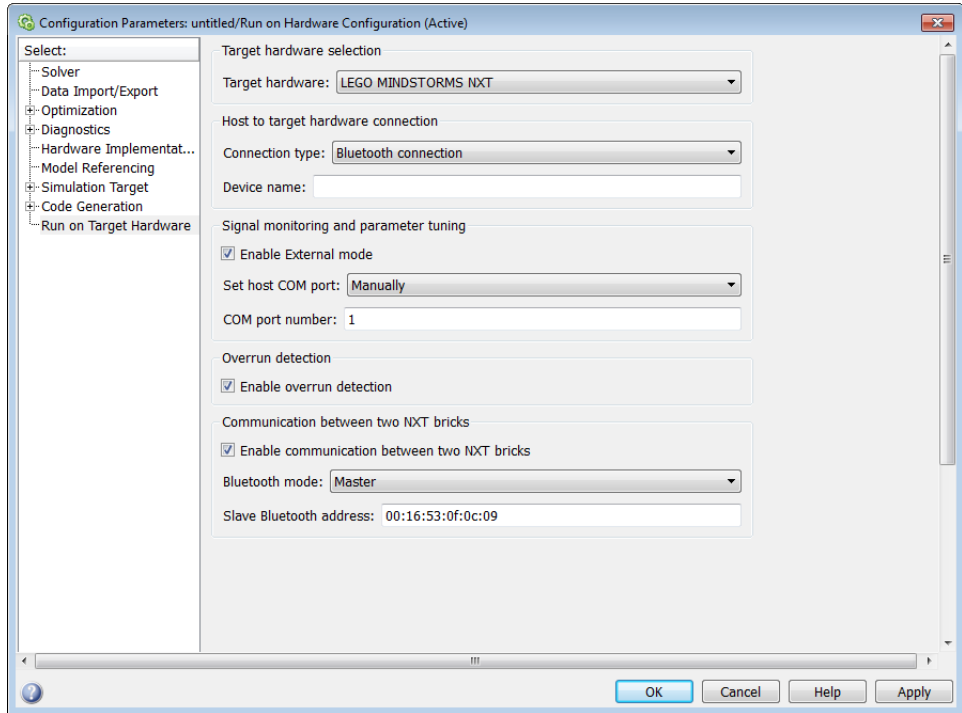 Configuration Parameters: untitled/Run on Hardware Configuration (Active)
Select:
Solver
Data Import/Export
Optimization
Diagnostics
Hardware Implementat...
Model Referencing
Simulation Target
Code Generation
Run on Target Hardware
Target hardware selection
Target hardware: LEGO MINDSTORMS NXT
Host to target hardware connection
Connection type: Bluetooth connection
Device name:
Signal monitoring and parameter tuning
Enable External mode
Set host COM port: Manually
COM port number: 1
Overrun detection
Enable overrun detection
Communication between two NXT bricks
Enable communication between two NXT bricks
Bluetooth mode: Master
Slave Bluetooth address: 00:16:53:0f:0c:09
OK Cancel Help Apply